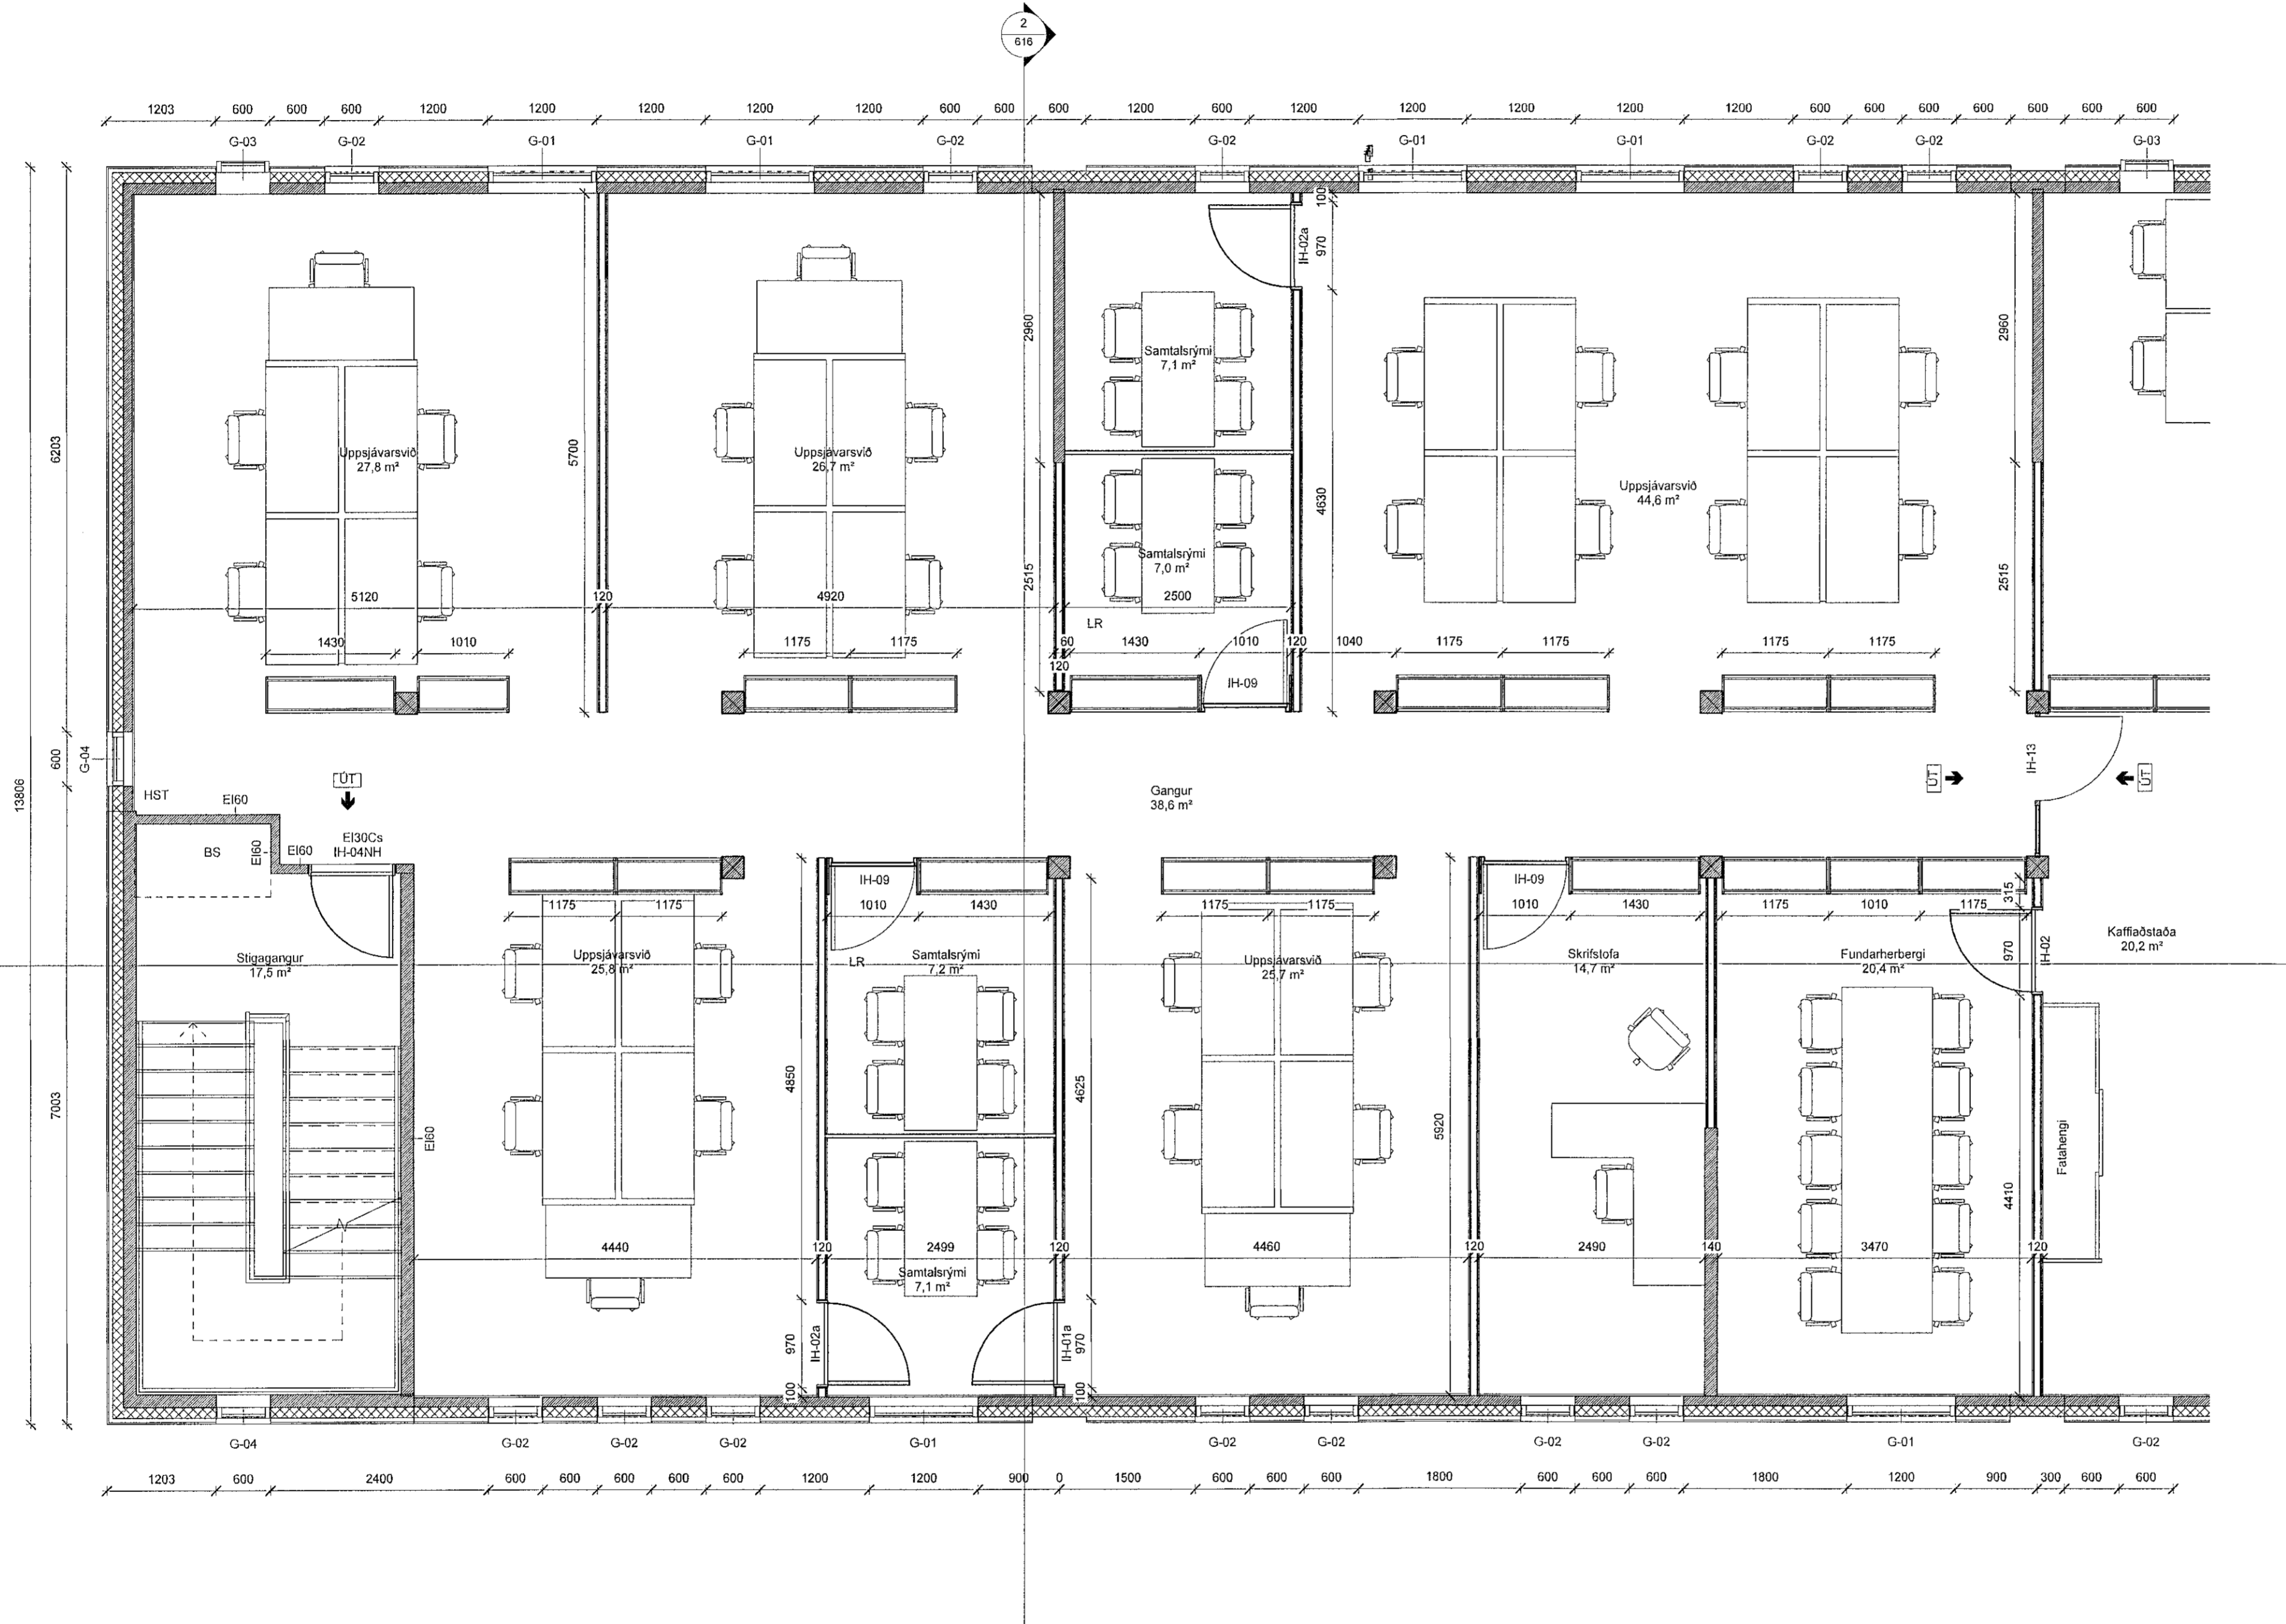 2
616
1203 600 600 600 1200 1200 1200 1200 1200 600 600 600 1200 600 1200 1200 1200 1200 1200 600 600 600 600 600 600
G-03 G-02 G-01 G-01 G-02 G-02 G-01 G-01 G-02 G-02 G-03
100
970
IH-02a
2960
2960
Samtalsrými
7,1 m²
13806
6203
5700
Uppsjávarsvið
27,8 m²
Uppsjávarsvið
26,7 m²
4630
Uppsjávarsvið
44,6 m²
2515
Samtalsrými
7,0 m²
2515
5120 120 4920 2500
LR
1430 1010 1175 1175 60 1430 1010 120 1040 1175 1175 1175 1175
120
IH-09
600
G-04
HST
EI60
ÚT
Gangur
38,6 m²
ÚT
IH-13
ÚT
BS
EI60
EI60
EI30Cs
IH-04NH
IH-09
IH-09
315
1175 1175 1010 1430 1175 1175 1010 1430 1175 1010 1175
970
IH-02
Stigagangur
17,5 m²
Uppsjávarsvið
25,8 m²
LR
Samtalsrými
7,2 m²
Uppsjávarsvið
25,7 m²
Skrifstofa
14,7 m²
Fundarherbergi
20,4 m²
Kaffiaðstaða
20,2 m²
7003
EI60
4850
4625
5920
4410
Fatahengi
4440 120 2499 120 4460 120 2490 140 3470 120
Samtalsrými
7,1 m²
970
IH-02a
IH-01a
970
100
100
G-04 G-02 G-02 G-02 G-01 G-02 G-02 G-02 G-02 G-01 G-02
1203 600 2400 600 600 600 600 600 1200 1200 900 0 1500 600 600 600 1800 600 600 600 1800 1200 900 300 600 600